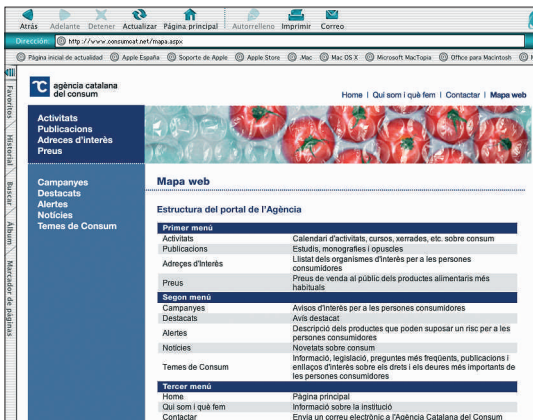 Atrás Adelante Detener Actualizar Página principal Autorrelleno Imprimir Correo
Dirección: http://www.consumcat.net/mapa.aspx
Página inicial de actualidad Apple España Soporte de Apple Apple Store .Mac Mac OS X Microsoft MacTopia Office para Macintosh
Favoritos
Historial
Buscar
Álbum
Marcador de páginas
agència catalana
del consum
Home | Qui som i què fem | Contactar | Mapa web
Activitats
Publicacions
Adreces d'interès
Preus
Campanyes
Destacats
Alertes
Notícies
Temes de Consum
Mapa web
Estructura del portal de l'Agència
Primer menú
Activitats Calendari d'activitats, cursos, xerrades, etc. sobre consum
Publicacions Estudis, monografies i opuscles
Adreçes d'Interès Llistat dels organismes d'interès per a les persones
consumidores
Preus Preus de venda al públic dels productes alimentaris més
habituals
Segon menú
Campanyes Avisos d'interès per a les persones consumidores
Destacats Avís destacat
Alertes Descripció dels productes que poden suposar un risc per a les
persones consumidores
Notícies Novetats sobre consum
Temes de Consum Informació, legislació, preguntes més freqüents, publicacions i
enllaços d'interès sobre els drets i els deures més importants de
les persones consumidores
Tercer menú
Home Pàgina principal
Qui som i què fem Informació sobre la institució
Contactar Envia un correu electrònic a l'Agència Catalana del Consum